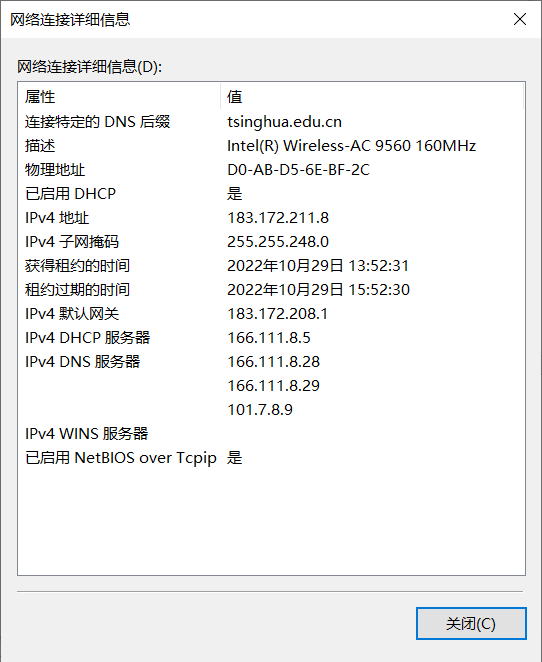 网络连接详细信息
网络连接详细信息(D):
属性 值
连接特定的 DNS 后缀 tsinghua.edu.cn
描述 Intel(R) Wireless-AC 9560 160MHz
物理地址 D0-AB-D5-6E-BF-2C
已启用 DHCP 是
IPv4 地址 183.172.211.8
IPv4 子网掩码 255.255.248.0
获得租约的时间 2022年10月29日 13:52:31
租约过期的时间 2022年10月29日 15:52:30
IPv4 默认网关 183.172.208.1
IPv4 DHCP 服务器 166.111.8.5
IPv4 DNS 服务器 166.111.8.28
166.111.8.29
101.7.8.9
IPv4 WINS 服务器
已启用 NetBIOS over Tcpip 是
关闭(C)